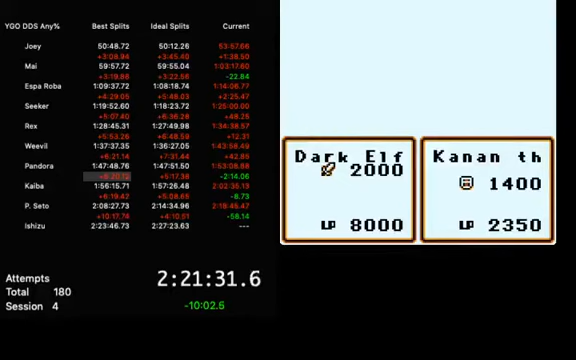 YGO DDS Any% Best Splits Ideal Splits Current
Joey 50:48.72 50:12.26 53:57.66
+3:08.94 +3:45.40 +1:38.50
Mai 59:57.72 59:55.04 1:03:17.60
+3:19.88 +3:22.56 -22.84
Espa Roba 1:09:37.72 1:08:18.74 1:14:06.77
+4:29.05 +5:48.03 +2:25.47
Seeker 1:19:52.60 1:18:23.72 1:25:00.00
+5:07.40 +6:36.28 +48.25
Rex 1:28:45.31 1:27:49.98 1:34:38.57
+5:53.26 +6:48.59 +12.31
Weevil 1:37:37.35 1:36:27.05 1:43:58.49
+6:21.14 +7:31.44 +42.85
Pandora 1:47:48.76 1:47:51.50 1:53:08.88
+5:17.38 -2:14.06
Kaiba 1:56:15.71 1:57:26.48 2:02:35.13
+6:19.42 +5:08.65 -8.73
P. Seto 2:08:27.73 2:14:34.96 2:18:45.47
+10:17.74 +4:10.51 -58.14
Ishizu 2:23:46.73 2:27:23.63 ---
Attempts
Total 180
Session 4
2:21:31.6
-10:02.5
Dark Elf
2000
LP 8000
Kanan th
1400
LP 2350